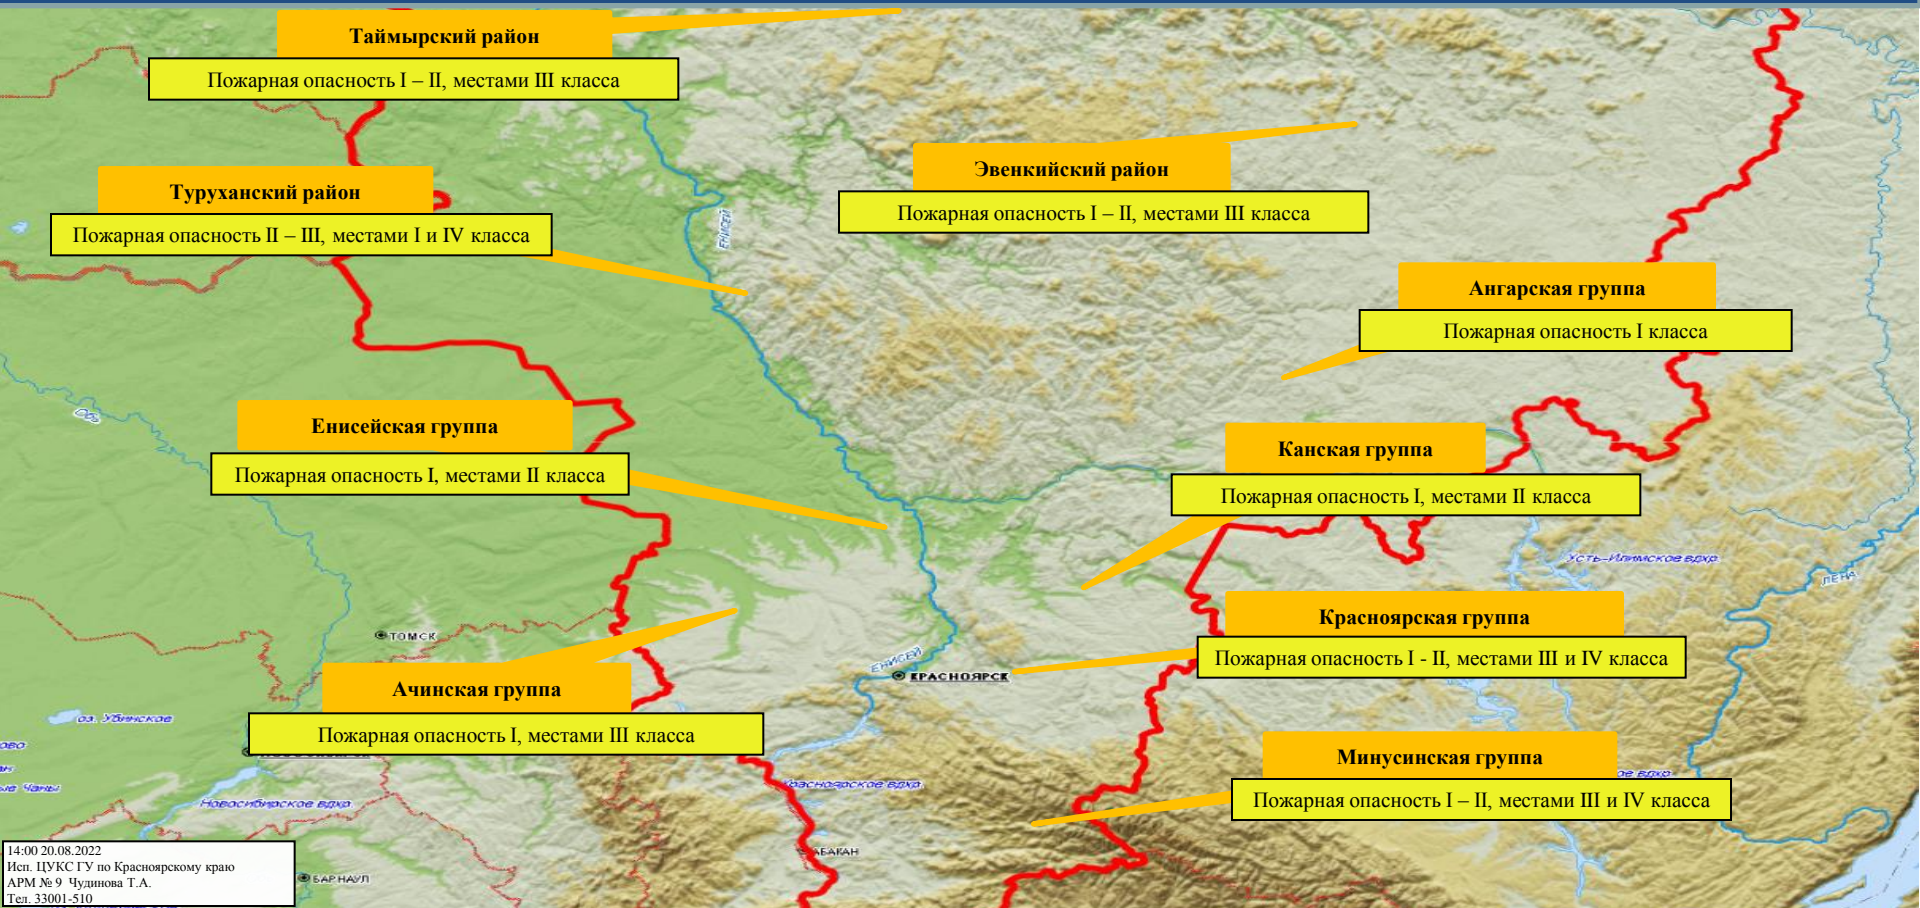 Таймырский район
Пожарная опасность I – II, местами III класса
Эвенкийский район
Пожарная опасность I – II, местами III класса
Туруханский район
Пожарная опасность II – III, местами I и IV класса
ЕНИСЕЙ
Ангарская группа
Пожарная опасность I класса
Обь
Енисейская группа
Пожарная опасность I, местами II класса
Канская группа
Пожарная опасность I, местами II класса
Усть-Илимское вдхр.
ЛЕНА
Красноярская группа
Пожарная опасность I - II, местами III и IV класса
ТОМСК
ЕНИСЕЙ
КРАСНОЯРСК
Ачинская группа
Пожарная опасность I, местами III класса
оз. Убинское
Минусинская группа
Пожарная опасность I – II, местами III и IV класса
Красноярское вдхр.
Новосибирское вдхр.
АБАКАН
БАРНАУЛ
14:00 20.08.2022
Исп. ЦУКС ГУ по Красноярскому краю
АРМ № 9 Чудинова Т.А.
Тел. 33001-510